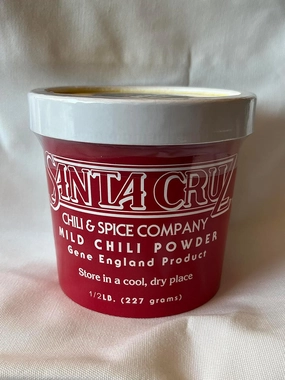 SANTA CRUZ
CHILI & SPICE COMPANY
MILD CHILI POWDER
Gene England Product
Store in a cool, dry place
1/2LB. (227 grams)